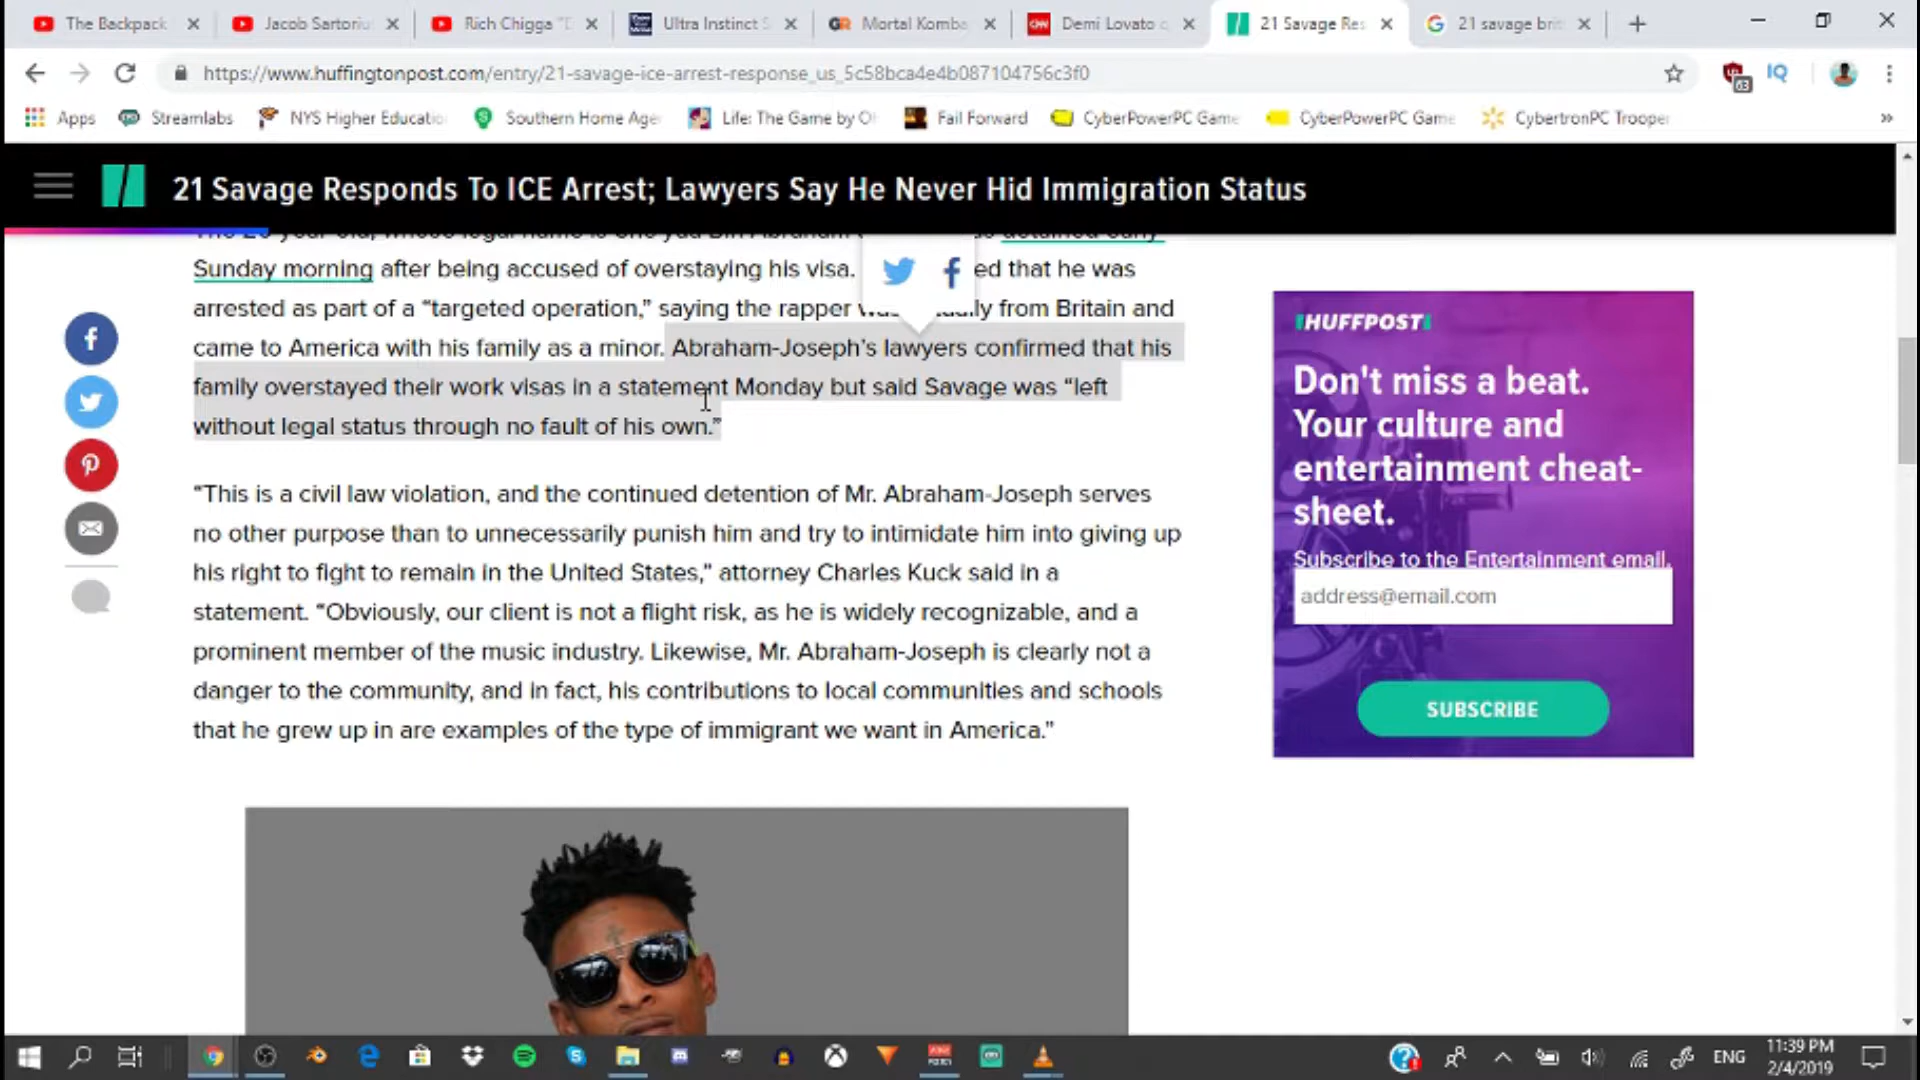 The Backpack
Jacob Sartoriu
Rich Chigga "D
Ultra Instinct S
Mortal Komba
Demi Lovato q
21 Savage Res
21 savage brit
https://www.huffingtonpost.com/entry/21-savage-ice-arrest-response_us_5c58bca4e4b087104756c3f0
63
IQ
Apps
Streamlabs
NYS Higher Educatio
Southern Home Age
Life: The Game by O
Fail Forward
CyberPowerPC Game
CyberPowerPC Game
CybertronPC Trooper
»
21 Savage Responds To ICE Arrest; Lawyers Say He Never Hid Immigration Status
Sunday morning after being accused of overstaying his visa. ed that he was
arrested as part of a “targeted operation,” saying the rapper from Britain and
came to America with his family as a minor. Abraham-Joseph’s lawyers confirmed that his
family overstayed their work visas in a statement Monday but said Savage was “left
without legal status through no fault of his own.”
“This is a civil law violation, and the continued detention of Mr. Abraham-Joseph serves
no other purpose than to unnecessarily punish him and try to intimidate him into giving up
his right to fight to remain in the United States,” attorney Charles Kuck said in a
statement. “Obviously, our client is not a flight risk, as he is widely recognizable, and a
prominent member of the music industry. Likewise, Mr. Abraham-Joseph is clearly not a
danger to the community, and in fact, his contributions to local communities and schools
that he grew up in are examples of the type of immigrant we want in America.”
HUFFPOST
Don't miss a beat.
Your culture and
entertainment cheat-
sheet.
Subscribe to the Entertainment email.
address@email.com
SUBSCRIBE
ENG
11:39 PM
2/4/2019